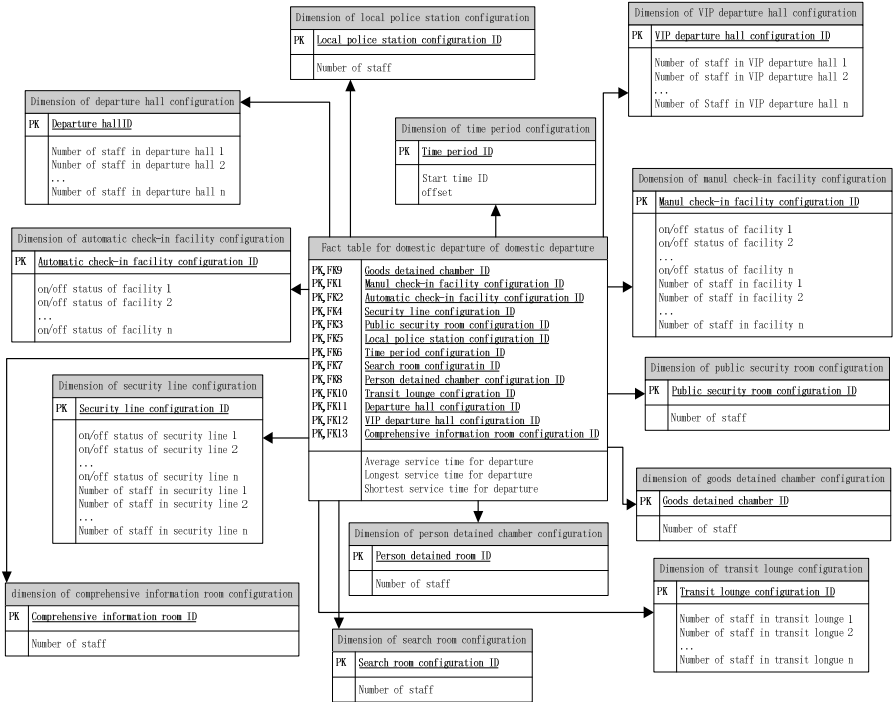 Dimension of local police station configuration
PK Local police station configuration ID
Number of staff
Dimension of VIP departure hall configuration
PK VIP departure hall configuration ID
Number of staff in VIP departure hall 1
Number of staff in VIP departure hall 2
...
Number of Staff in VIP departure hall n
Dimension of departure hall configuration
PK Departure hallID
Number of staff in departure hall 1
Number of staff in departure hall 2
...
Number of staff in departure hall n
Dimension of time period configuration
PK Time period ID
Start time ID
offset
Domension of manul check-in facility configuration
PK Manul check-in facility configuration ID
on/off status of facility 1
on/off status of facility 2
...
on/off status of facility n
Number of staff in facility 1
Number of staff in facility 2
...
Number of staff in facility n
Dimension of automatic check-in facility configuration
PK Automatic check-in facility configuration ID
on/off status of facility 1
on/off status of facility 2
...
on/off status of facility n
Fact table for domestic departure of domestic departure
PK,FK9 Goods detained chamber ID
PK,FK1 Manul check-in facility configuration ID
PK,FK2 Automatic check-in facility configuration ID
PK,FK4 Security line configuration ID
PK,FK3 Public security room configuration ID
PK,FK5 Local police station configuration ID
PK,FK6 Time period configuration ID
PK,FK7 Search room configuratin ID
PK,FK8 Person detained chamber configuration ID
PK,FK10 Transit lounge configration ID
PK,FK11 Departure hall configuration ID
PK,FK12 VIP departure hall configuration ID
PK,FK13 Comprehensive information room configuration ID
Average service time for departure
Longest service time for departure
Shortest service time for departure
Dimension of public security room configuration
PK Public security room configuration ID
Number of staff
Dimension of security line configuration
PK Security line configuration ID
on/off status of security line 1
on/off status of security line 2
...
on/off status of security line n
Number of staff in security line 1
Number of staff in security line 2
...
Number of staff in security line n
dimension of goods detained chamber configuration
PK Goods detained chamber ID
Number of staff
Dimension of person detained chamber configuration
PK Person detained room ID
Number of staff
Dimension of transit lounge configuration
PK Transit lounge configuration ID
Number of staff in transit lounge 1
Number of staff in transit longue 2
...
Number of staff in transit longue n
dimension of comprehensive information room configuration
PK Comprehensive information room ID
Number of staff
Dimension of search room configuration
PK Search room configuration ID
Number of staff